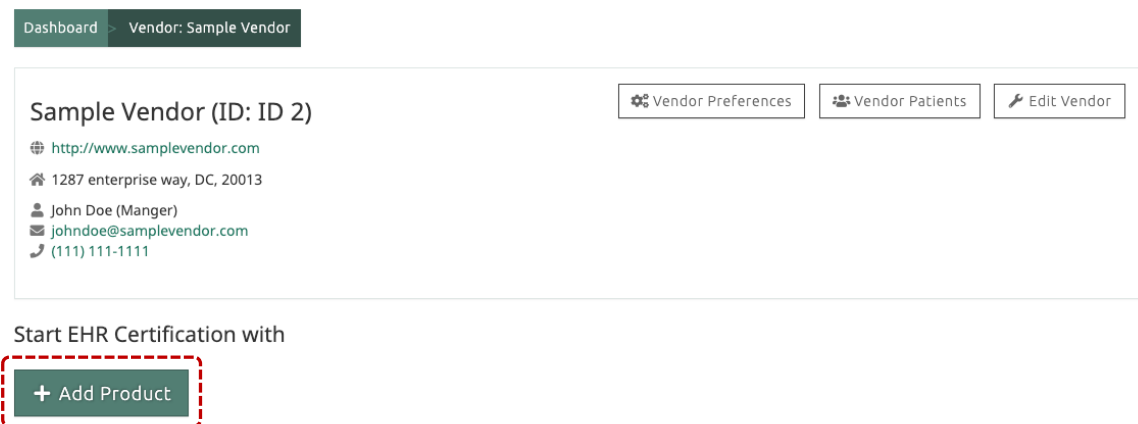 Dashboard > Vendor: Sample Vendor
Sample Vendor (ID: ID 2)
Vendor Preferences
Vendor Patients
Edit Vendor
http://www.samplevendor.com
1287 enterprise way, DC, 20013
John Doe (Manger)
johndoe@samplevendor.com
(111) 111-1111
Start EHR Certification with
+ Add Product